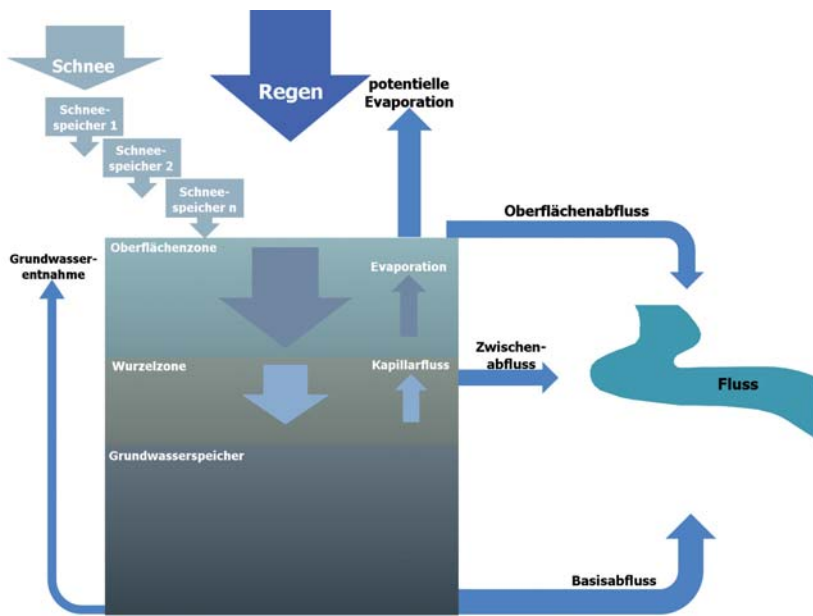 Schnee
Schnee-
speicher 1
Schnee-
speicher 2
Schnee-
speicher n
Regen
potentielle
Evaporation
Oberflächenabfluss
Grundwasser-
entnahme
Oberflächenzone
Evaporation
Wurzelzone
Kapillarfluss
Zwischen-
abfluss
Fluss
Grundwasserspeicher
Basisabfluss